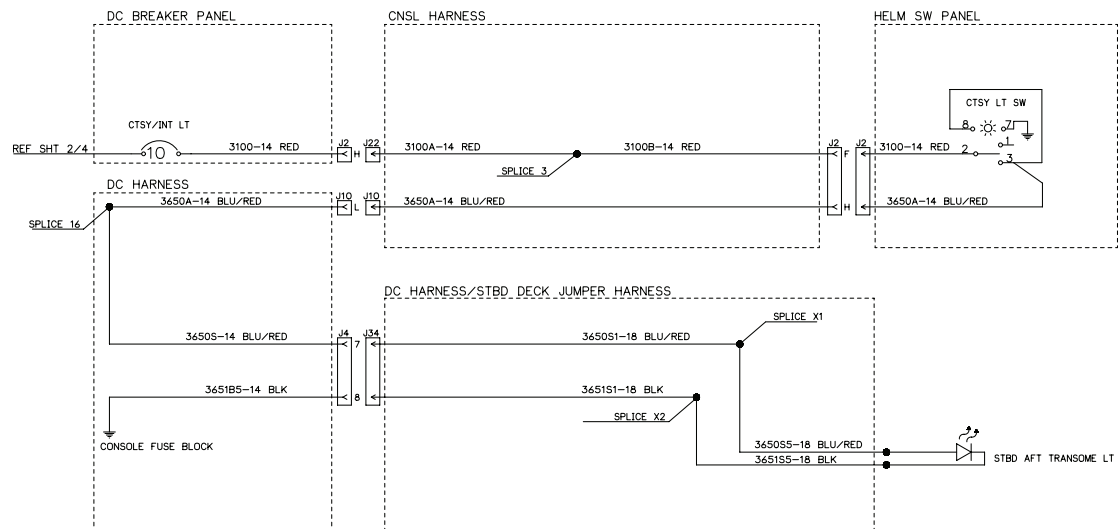 DC BREAKER PANEL
CNSL HARNESS
HELM SW PANEL
CTSY LT SW
CTSY/INT LT
8 7
1
REF SHT 2/4
10
3100-14 RED
J2
H
J22
3100A-14 RED
3100B-14 RED
J2
F
J2
3100-14 RED
2
3
SPLICE 3
DC HARNESS
3650A-14 BLU/RED
J10
L
J10
3650A-14 BLU/RED
H
3650A-14 BLU/RED
SPLICE 16
DC HARNESS/STBD DECK JUMPER HARNESS
SPLICE X1
3650S-14 BLU/RED
J4
7
J34
3650S1-18 BLU/RED
3651B5-14 BLK
8
3651S1-18 BLK
SPLICE X2
CONSOLE FUSE BLOCK
3650S5-18 BLU/RED
3651S5-18 BLK
STBD AFT TRANSOME LT